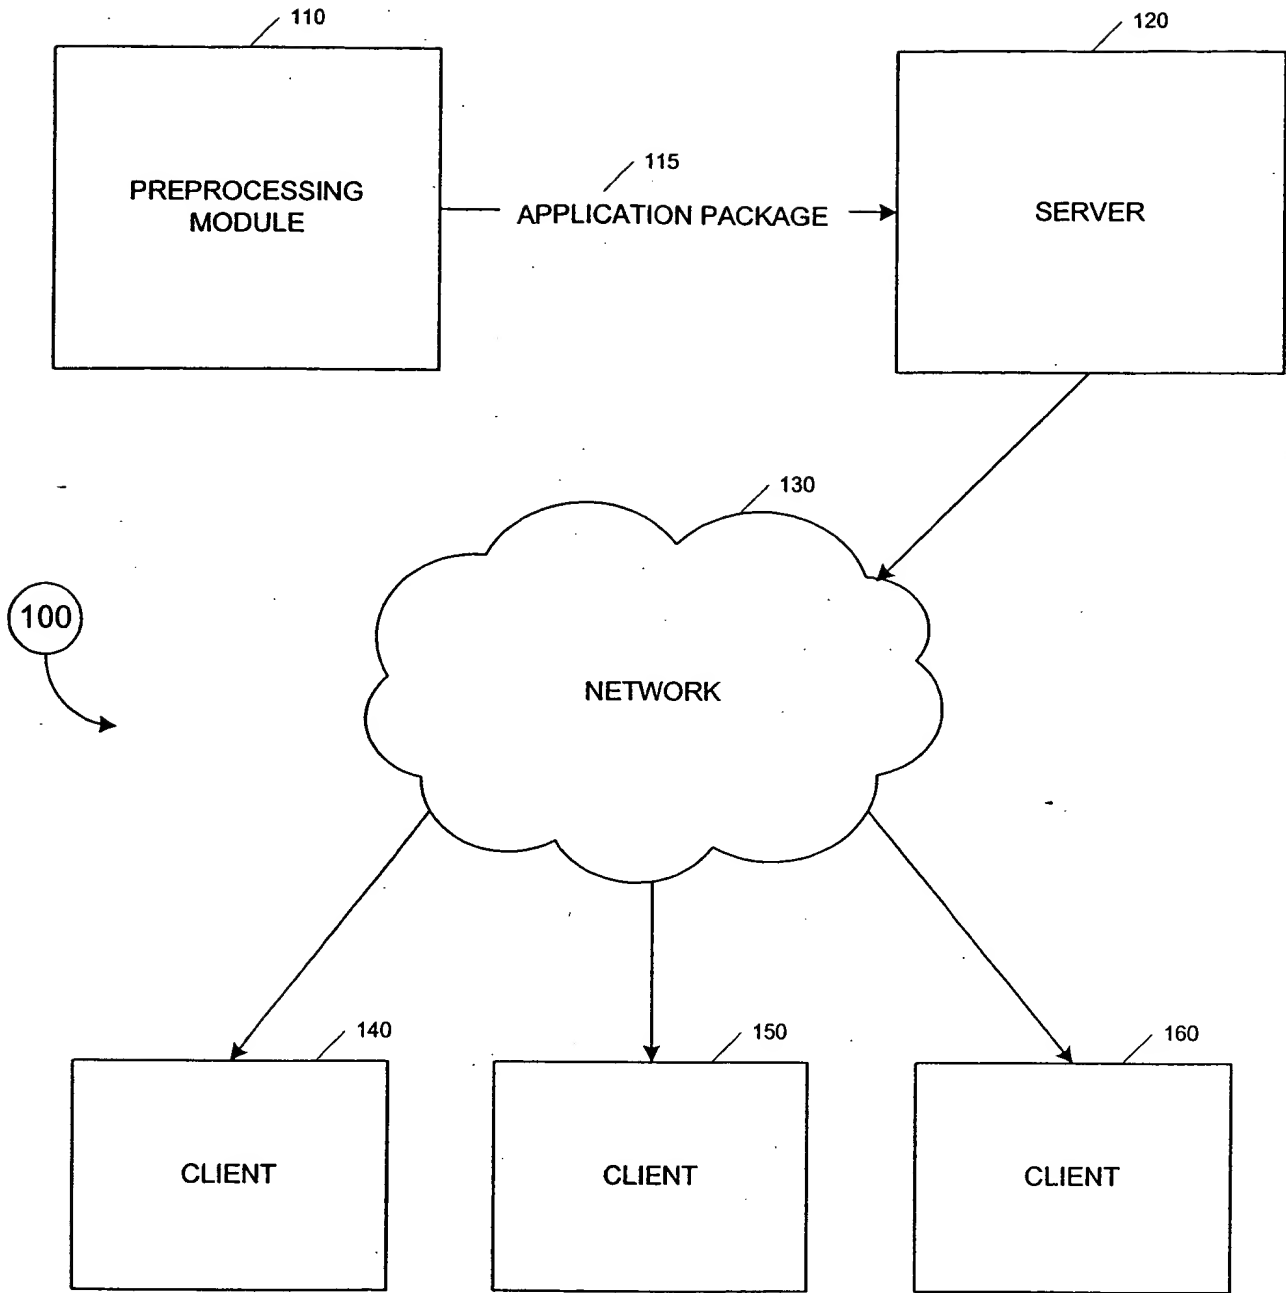 110
120
PREPROCESSING
MODULE
115
APPLICATION PACKAGE
SERVER
130
100
NETWORK
140
150
160
CLIENT
CLIENT
CLIENT